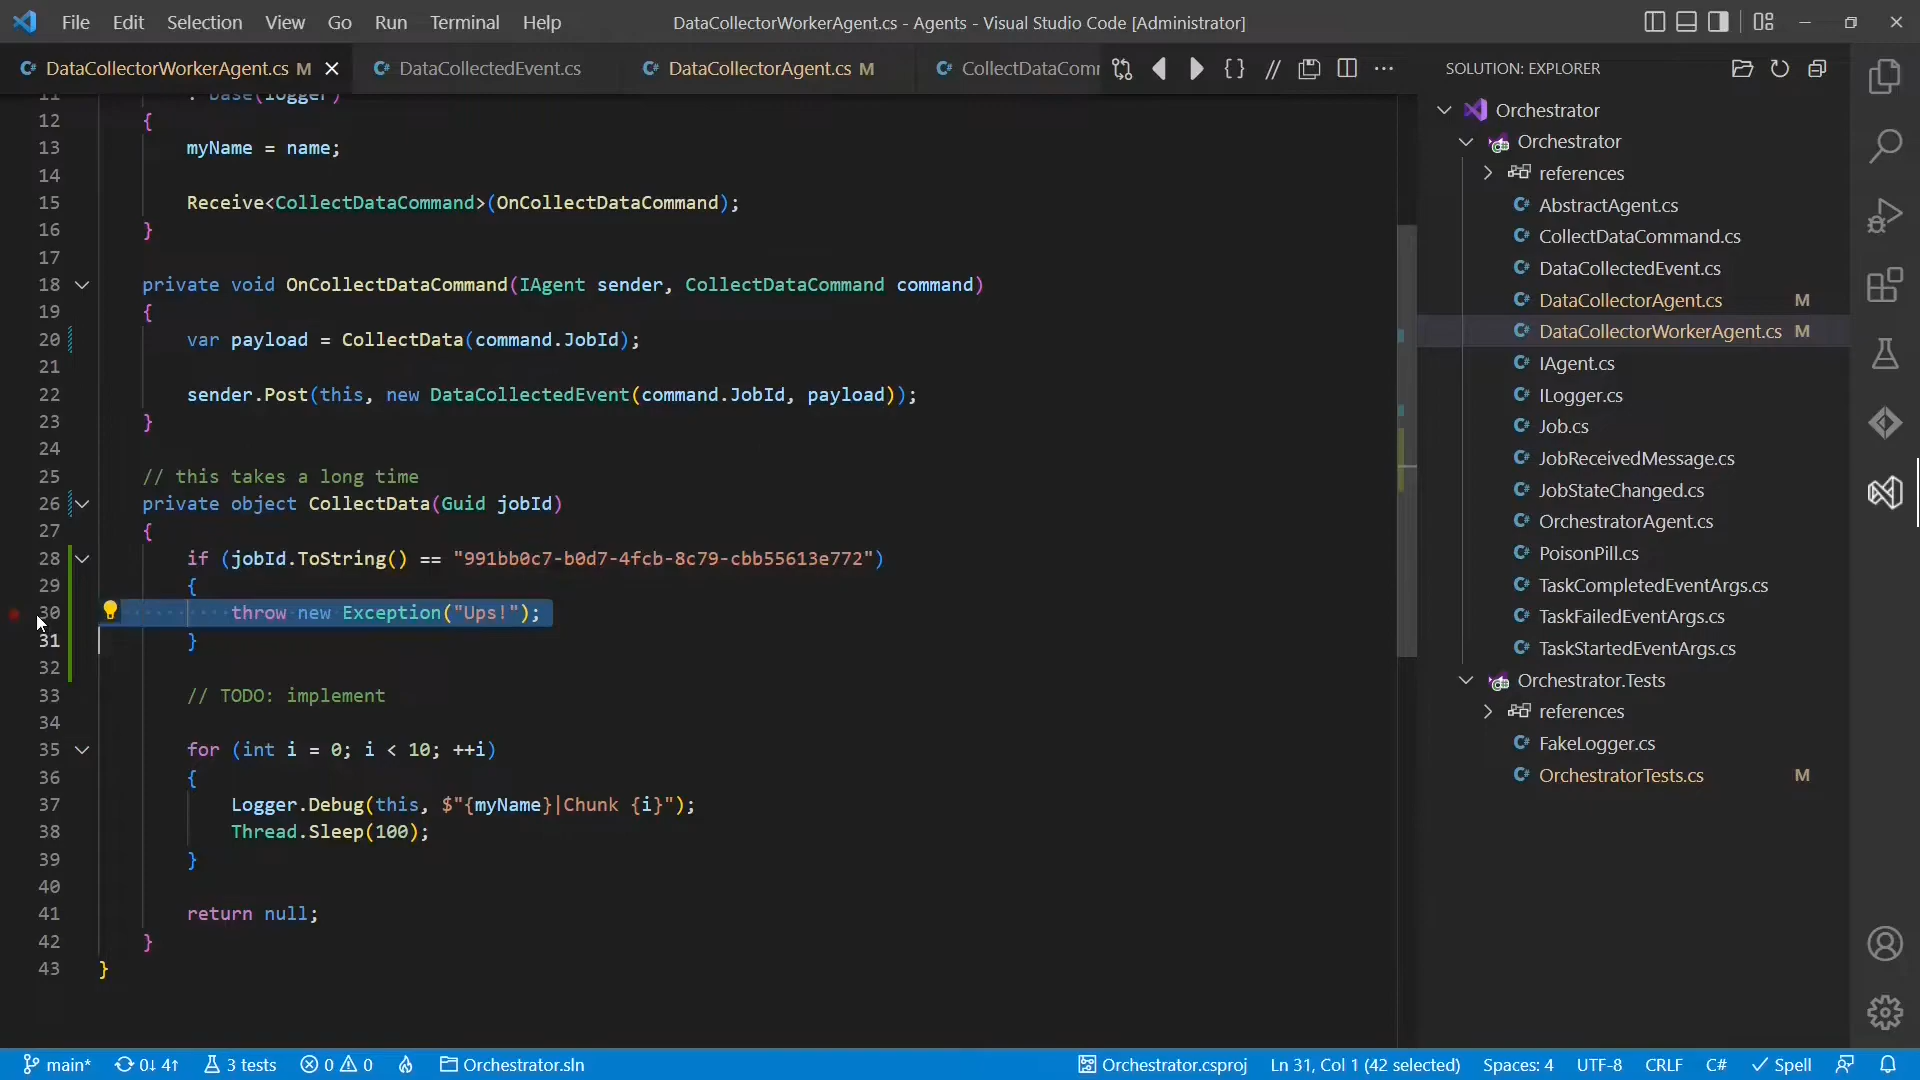 File Edit Selection View Go Run Terminal Help
DataCollectorWorkerAgent.cs - Agents - Visual Studio Code [Administrator]
DataCollectorWorkerAgent.cs M
DataCollectedEvent.cs
DataCollectorAgent.cs M
CollectDataComm
11 : base(logger)
12 {
13 myName = name;
14
15 Receive<CollectDataCommand>(OnCollectDataCommand);
16 }
17
18 private void OnCollectDataCommand(IAgent sender, CollectDataCommand command)
19 {
20 var payload = CollectData(command.JobId);
21
22 sender.Post(this, new DataCollectedEvent(command.JobId, payload));
23 }
24
25 // this takes a long time
26 private object CollectData(Guid jobId)
27 {
28 if (jobId.ToString() == "991bb0c7-b0d7-4fcb-8c79-cbb55613e772")
29 {
30 throw new Exception("Ups!");
31 }
32
33 // TODO: implement
34
35 for (int i = 0; i < 10; ++i)
36 {
37 Logger.Debug(this, $"{myName}|Chunk {i}");
38 Thread.Sleep(100);
39 }
40
41 return null;
42 }
43 }
SOLUTION: EXPLORER
Orchestrator
Orchestrator
references
AbstractAgent.cs
CollectDataCommand.cs
DataCollectedEvent.cs
DataCollectorAgent.cs M
DataCollectorWorkerAgent.cs M
IAgent.cs
ILogger.cs
Job.cs
JobReceivedMessage.cs
JobStateChanged.cs
OrchestratorAgent.cs
PoisonPill.cs
TaskCompletedEventArgs.cs
TaskFailedEventArgs.cs
TaskStartedEventArgs.cs
Orchestrator.Tests
references
FakeLogger.cs
OrchestratorTests.cs M
main* 0↓ 4↑ 3 tests 0 0 Orchestrator.sln
Orchestrator.csproj Ln 31, Col 1 (42 selected) Spaces: 4 UTF-8 CRLF C# Spell